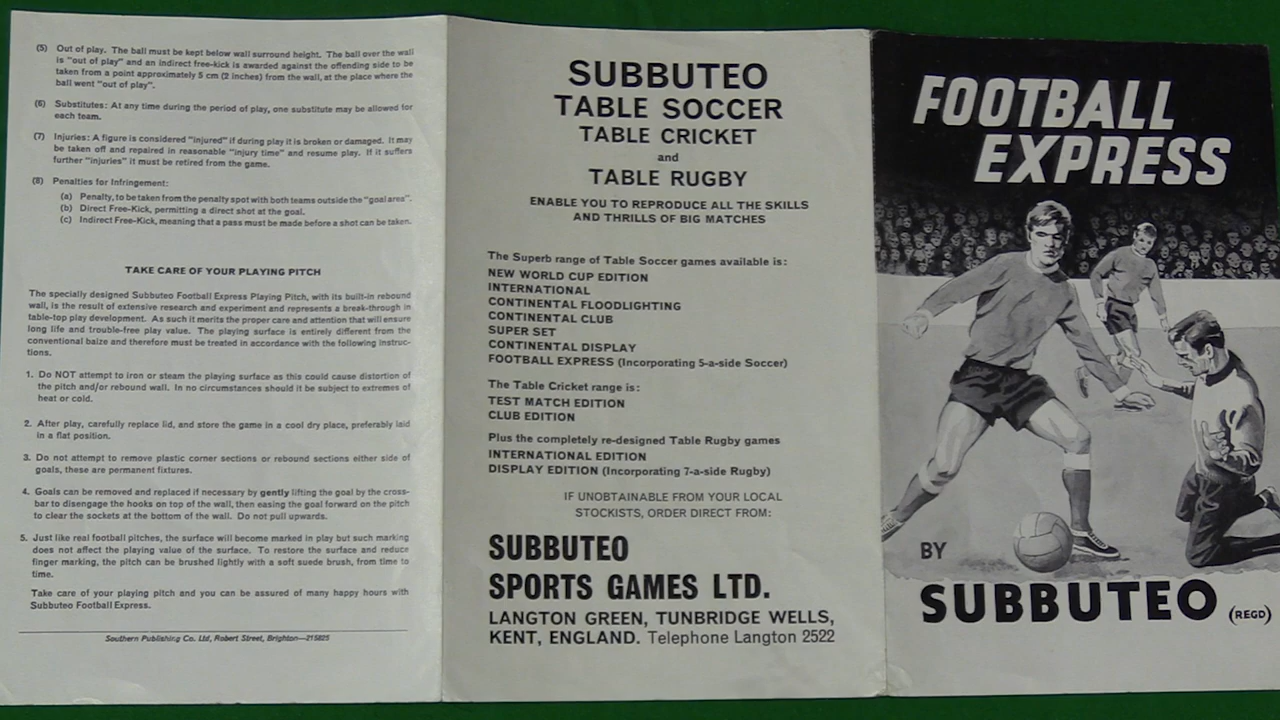 (5) Out of play. The ball must be kept below wall surround height. The ball over the wall
is "out of play" and an indirect free-kick is awarded against the offending side to be
taken from a point approximately 5 cm (2 inches) from the wall, at the place where the
ball went "out of play".
(6) Substitutes: At any time during the period of play, one substitute may be allowed for
each team.
(7) Injuries: A figure is considered "injured" if during play it is broken or damaged. It may
be taken off and repaired in reasonable "injury time" and resume play. If it suffers
further "injuries" it must be retired from the game.
(8) Penalties for Infringement:
(a) Penalty, to be taken from the penalty spot with both teams outside the "goal area".
(b) Direct Free-Kick, permitting a direct shot at the goal.
(c) Indirect Free-Kick, meaning that a pass must be made before a shot can be taken.
TAKE CARE OF YOUR PLAYING PITCH
The specially designed Subbuteo Football Express Playing Pitch, with its built-in rebound
wall, is the result of extensive research and experiment and represents a break-through in
table-top play development. As such it merits the proper care and attention that will ensure
long life and trouble-free play value. The playing surface is entirely different from the
conventional baize and therefore must be treated in accordance with the following instruc-
tions.
1. Do NOT attempt to iron or steam the playing surface as this could cause distortion of
the pitch and/or rebound wall. In no circumstances should it be subject to extremes of
heat or cold.
2. After play, carefully replace lid, and store the game in a cool dry place, preferably laid
in a flat position.
3. Do not attempt to remove plastic corner sections or rebound sections either side of
goals, these are permanent fixtures.
4. Goals can be removed and replaced if necessary by gently lifting the goal by the cross-
bar to disengage the hooks on top of the wall, then easing the goal forward on the pitch
to clear the sockets at the bottom of the wall. Do not pull upwards.
5. Just like real football pitches, the surface will become marked in play but such marking
does not affect the playing value of the surface. To restore the surface and reduce
finger marking, the pitch can be brushed lightly with a soft suede brush, from time to
time.
Take care of your playing pitch and you can be assured of many happy hours with
Subbuteo Football Express.
Southern Publishing Co. Ltd, Robert Street, Brighton—215825
SUBBUTEO
TABLE SOCCER
TABLE CRICKET
and
TABLE RUGBY
ENABLE YOU TO REPRODUCE ALL THE SKILLS
AND THRILLS OF BIG MATCHES
The Superb range of Table Soccer games available is:
NEW WORLD CUP EDITION
INTERNATIONAL
CONTINENTAL FLOODLIGHTING
CONTINENTAL CLUB
SUPER SET
CONTINENTAL DISPLAY
FOOTBALL EXPRESS (Incorporating 5-a-side Soccer)
The Table Cricket range is:
TEST MATCH EDITION
CLUB EDITION
Plus the completely re-designed Table Rugby games
INTERNATIONAL EDITION
DISPLAY EDITION (Incorporating 7-a-side Rugby)
IF UNOBTAINABLE FROM YOUR LOCAL
STOCKISTS, ORDER DIRECT FROM:
SUBBUTEO
SPORTS GAMES LTD.
LANGTON GREEN, TUNBRIDGE WELLS,
KENT, ENGLAND. Telephone Langton 2522
FOOTBALL
EXPRESS
BY
SUBBUTEO (REGD)